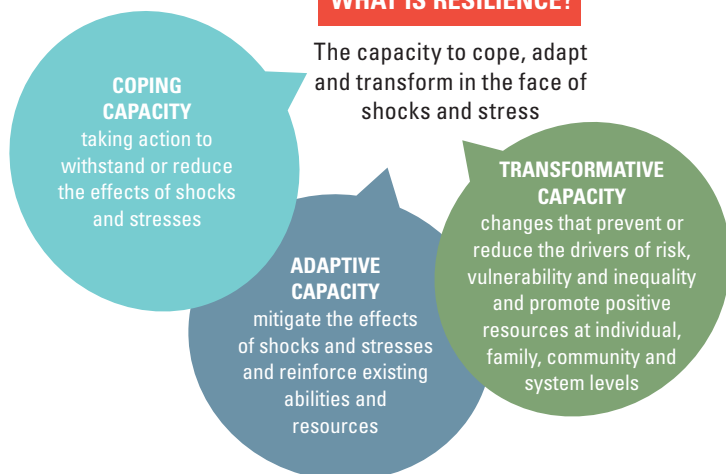 WHAT IS RESILIENCE?
The capacity to cope, adapt
and transform in the face of
shocks and stress
COPING
CAPACITY
taking action to
withstand or reduce
the effects of shocks
and stresses
ADAPTIVE
CAPACITY
mitigate the effects
of shocks and stresses
and reinforce existing
abilities and
resources
TRANSFORMATIVE
CAPACITY
changes that prevent or
reduce the drivers of risk,
vulnerability and inequality
and promote positive
resources at individual,
family, community and
system levels